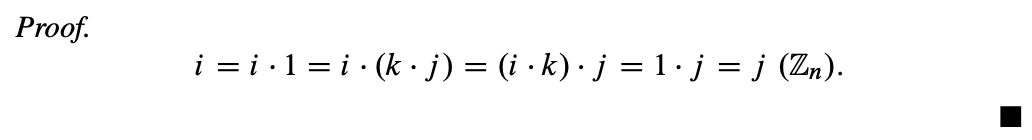 Proof.
i = i · 1 = i · (k · j) = (i · k) · j = 1 · j = j (ℤₙ).
■